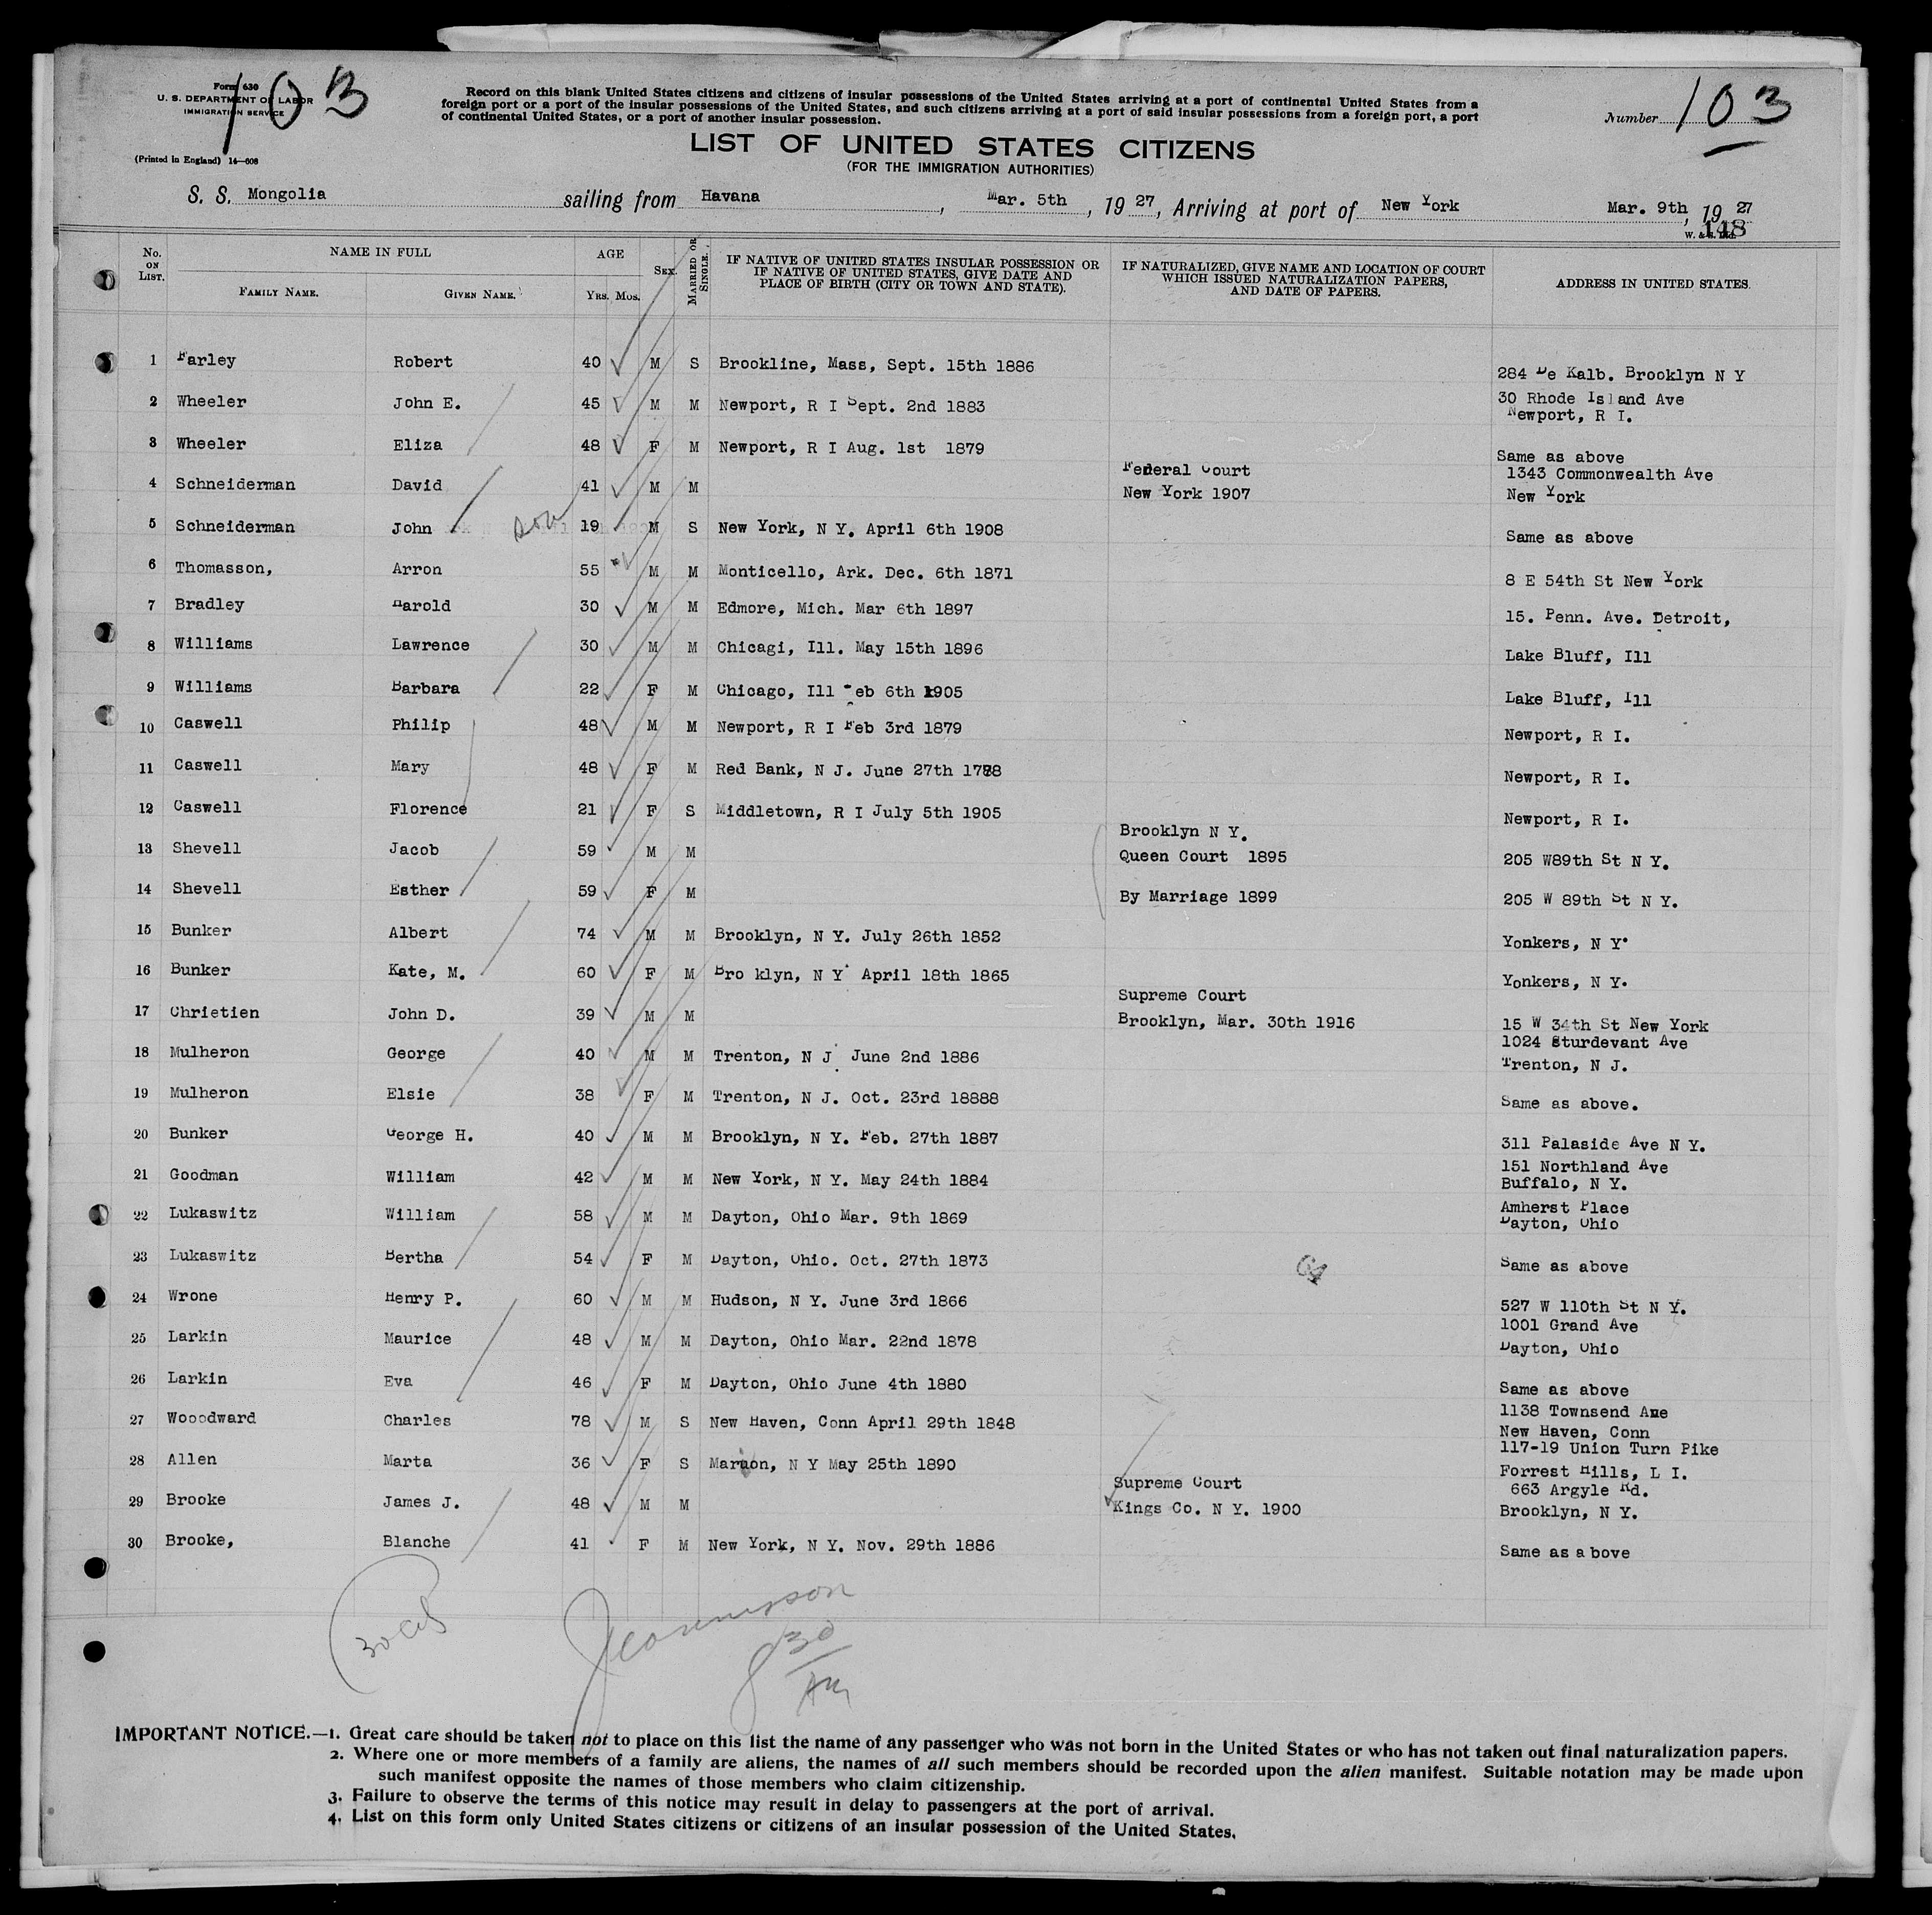 103
Form 630
U. S. DEPARTMENT OF LABOR
IMMIGRATION SERVICE
(Printed in England) 14—608
Record on this blank United States citizens and citizens of insular possessions of the United States arriving at a port of continental United States from a
foreign port or a port of the insular possessions of the United States, and such citizens arriving at a port of said insular possessions from a foreign port, a port
of continental United States, or a port of another insular possession.
Number 103
LIST OF UNITED STATES CITIZENS
(FOR THE IMMIGRATION AUTHORITIES)
S. S. Mongolia sailing from Havana, Mar. 5th, 1927, Arriving at port of New York Mar. 9th, 1927
148
No. ON LIST. NAME IN FULL FAMILY NAME. GIVEN NAME. AGE YRS. MOS. SEX. MARRIED OR SINGLE. IF NATIVE OF UNITED STATES INSULAR POSSESSION OR IF NATIVE OF UNITED STATES, GIVE DATE AND PLACE OF BIRTH (CITY OR TOWN AND STATE). IF NATURALIZED, GIVE NAME AND LOCATION OF COURT WHICH ISSUED NATURALIZATION PAPERS, AND DATE OF PAPERS. ADDRESS IN UNITED STATES.
1 Farley Robert 40 M S Brookline, Mass, Sept. 15th 1886 284 De Kalb. Brooklyn N Y
2 Wheeler John E. 45 M M Newport, R I Sept. 2nd 1883 30 Rhode Island Ave Newport, R I.
3 Wheeler Eliza 48 F M Newport, R I Aug. 1st 1879 Same as above
4 Schneiderman David 41 M M Federal Court New York 1907 1343 Commonwealth Ave New York
5 Schneiderman John son 19 M S New York, N Y. April 6th 1908 Same as above
6 Thomasson, Arron 55 M M Monticello, Ark. Dec. 6th 1871 8 E 54th St New York
7 Bradley Harold 30 M M Edmore, Mich. Mar 6th 1897 15. Penn. Ave. Detroit,
8 Williams Lawrence 30 M M Chicagi, Ill. May 15th 1896 Lake Bluff, Ill
9 Williams Barbara 22 F M Chicago, Ill Feb 6th 1905 Lake Bluff, Ill
10 Caswell Philip 48 M M Newport, R I Feb 3rd 1879 Newport, R I.
11 Caswell Mary 48 F M Red Bank, N J. June 27th 1788 Newport, R I.
12 Caswell Florence 21 F S Middletown, R I July 5th 1905 Newport, R I.
13 Shevell Jacob 59 M M Brooklyn N Y. Queen Court 1895 205 W89th St N Y.
14 Shevell Esther 59 F M By Marriage 1899 205 W 89th St N Y.
15 Bunker Albert 74 M M Brooklyn, N Y. July 26th 1852 Yonkers, N Y.
16 Bunker Kate, M. 60 F M Bro klyn, N Y. April 18th 1865 Yonkers, N Y.
17 Chrietien John D. 39 M M Supreme Court Brooklyn, Mar. 30th 1916 15 W 34th St New York
18 Mulheron George 40 M M Trenton, N J. June 2nd 1886 1024 Sturdevant Ave Trenton, N J.
19 Mulheron Elsie 38 F M Trenton, N J. Oct. 23rd 18888 Same as above.
20 Bunker George H. 40 M M Brooklyn, N Y. Feb. 27th 1887 311 Palaside Ave N Y.
21 Goodman William 42 M M New York, N Y. May 24th 1884 151 Northland Ave Buffalo, N Y.
22 Lukaswitz William 58 M M Dayton, Ohio Mar. 9th 1869 Amherst Place Dayton, Ohio
23 Lukaswitz Bertha 54 F M Dayton, Ohio. Oct. 27th 1873 64 Same as above
24 Wrone Henry P. 60 M M Hudson, N Y. June 3rd 1866 527 W 110th St N Y.
25 Larkin Maurice 48 M M Dayton, Ohio Mar. 22nd 1878 1001 Grand Ave Dayton, Ohio
26 Larkin Eva 46 F M Dayton, Ohio June 4th 1880 Same as above
27 Wooodward Charles 78 M S New Haven, Conn April 29th 1848 1138 Townsend Ane New Haven, Conn
28 Allen Marta 36 F S Marion, N Y May 25th 1890 117-19 Union Turn Pike Forrest Hills, L I.
29 Brooke James J. 48 M M Supreme Court Kings Co. N Y. 1900 663 Argyle Rd. Brooklyn, N Y.
30 Brooke, Blanche 41 F M New York, N Y. Nov. 29th 1886 Same as above
8 30
AM
IMPORTANT NOTICE.—1. Great care should be taken not to place on this list the name of any passenger who was not born in the United States or who has not taken out final naturalization papers.
2. Where one or more members of a family are aliens, the names of all such members should be recorded upon the alien manifest. Suitable notation may be made upon
such manifest opposite the names of those members who claim citizenship.
3. Failure to observe the terms of this notice may result in delay to passengers at the port of arrival.
4. List on this form only United States citizens or citizens of an insular possession of the United States.